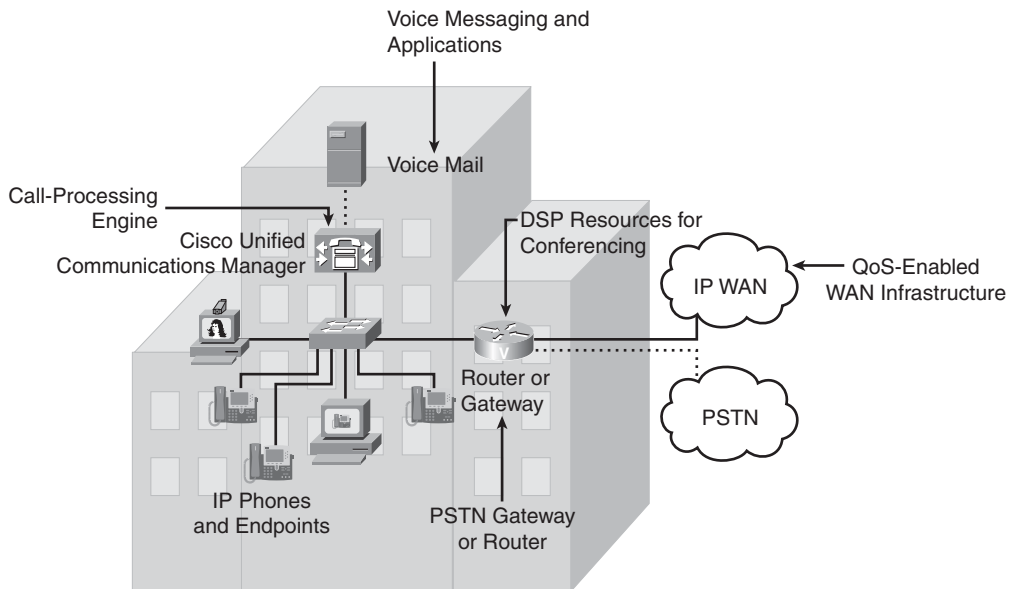 Voice Messaging and
Applications
Voice Mail
Call-Processing
Engine
Cisco Unified
Communications Manager
DSP Resources for
Conferencing
IP WAN
QoS-Enabled
WAN Infrastructure
V
Router or
Gateway
PSTN
IP Phones
and Endpoints
PSTN Gateway
or Router